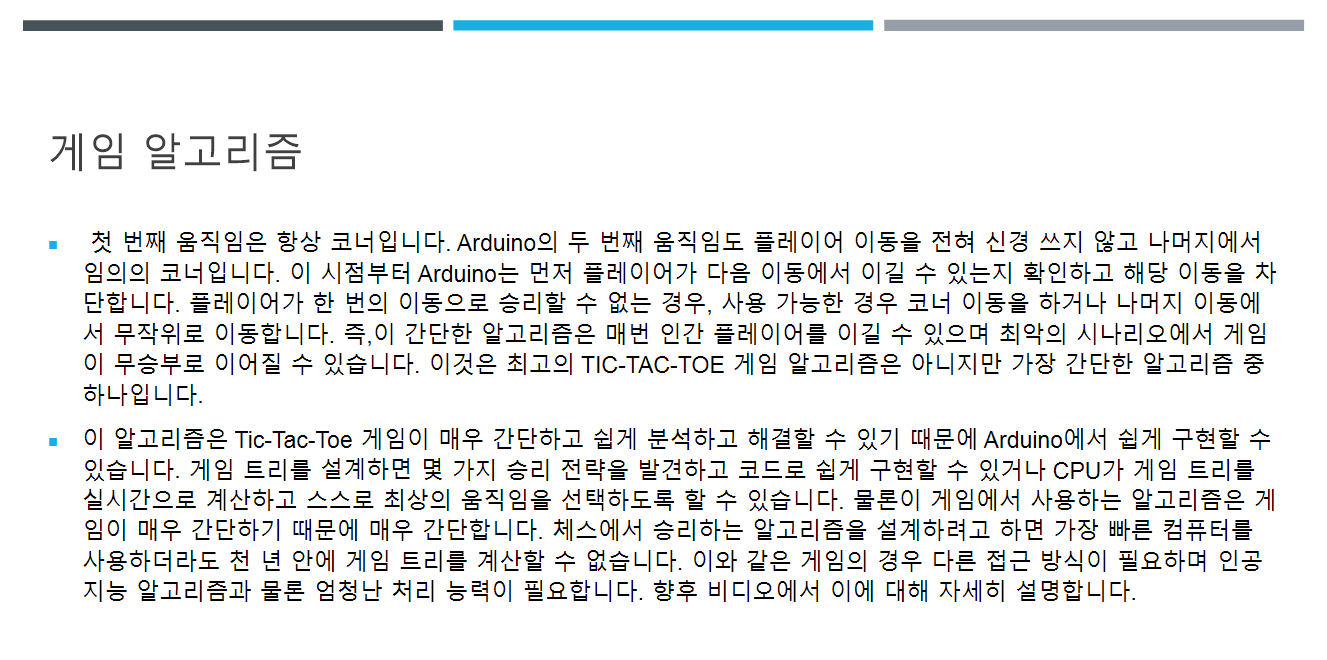 게임 알고리즘
첫 번째 움직임은 항상 코너입니다. Arduino의 두 번째 움직임도 플레이어 이동을 전혀 신경 쓰지 않고 나머지에서
임의의 코너입니다. 이 시점부터 Arduino는 먼저 플레이어가 다음 이동에서 이길 수 있는지 확인하고 해당 이동을 차
단합니다. 플레이어가 한 번의 이동으로 승리할 수 없는 경우, 사용 가능한 경우 코너 이동을 하거나 나머지 이동에
서 무작위로 이동합니다. 즉,이 간단한 알고리즘은 매번 인간 플레이어를 이길 수 있으며 최악의 시나리오에서 게임
이 무승부로 이어질 수 있습니다. 이것은 최고의 TIC-TAC-TOE 게임 알고리즘은 아니지만 가장 간단한 알고리즘 중
하나입니다.
이 알고리즘은 Tic-Tac-Toe 게임이 매우 간단하고 쉽게 분석하고 해결할 수 있기 때문에 Arduino에서 쉽게 구현할 수
있습니다. 게임 트리를 설계하면 몇 가지 승리 전략을 발견하고 코드로 쉽게 구현할 수 있거나 CPU가 게임 트리를
실시간으로 계산하고 스스로 최상의 움직임을 선택하도록 할 수 있습니다. 물론이 게임에서 사용하는 알고리즘은 게
임이 매우 간단하기 때문에 매우 간단합니다. 체스에서 승리하는 알고리즘을 설계하려고 하면 가장 빠른 컴퓨터를
사용하더라도 천 년 안에 게임 트리를 계산할 수 없습니다. 이와 같은 게임의 경우 다른 접근 방식이 필요하며 인공
지능 알고리즘과 물론 엄청난 처리 능력이 필요합니다. 향후 비디오에서 이에 대해 자세히 설명합니다.